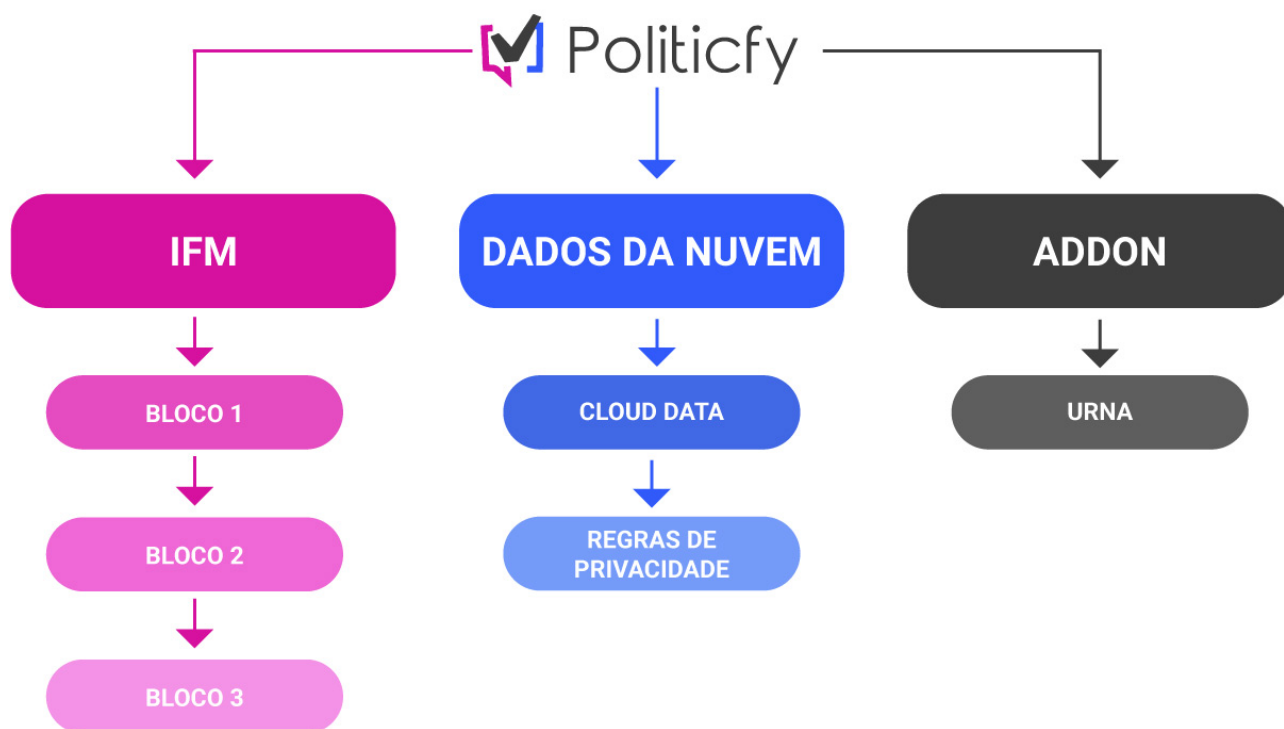 Politicfy
IFM
DADOS DA NUVEM
ADDON
BLOCO 1
CLOUD DATA
URNA
BLOCO 2
REGRAS DE
PRIVACIDADE
BLOCO 3